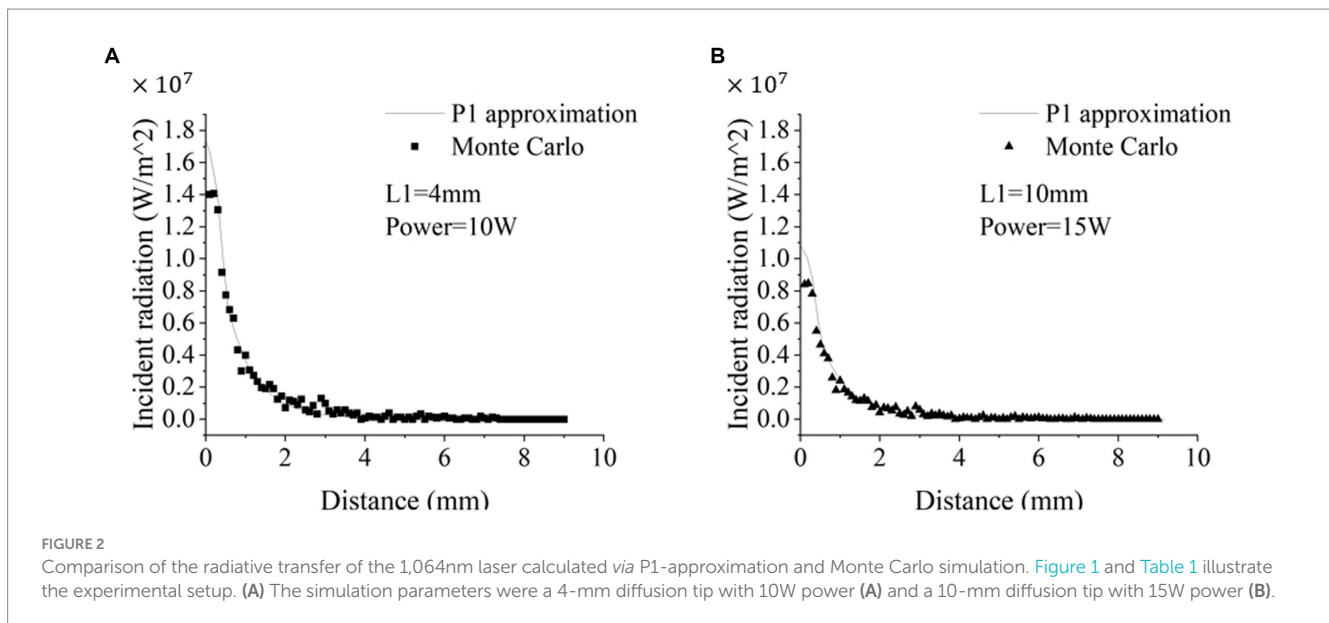 A
× 10⁷
Incident radiation (W/m^2)
1.8
1.6
1.4
1.2
1.0
0.8
0.6
0.4
0.2
0.0
P1 approximation
Monte Carlo
L1=4mm
Power=10W
0 2 4 6 8 10
Distance (mm)
B
× 10⁷
Incident radiation (W/m^2)
1.8
1.6
1.4
1.2
1.0
0.8
0.6
0.4
0.2
0.0
P1 approximation
Monte Carlo
L1=10mm
Power=15W
0 2 4 6 8 10
Distance (mm)
FIGURE 2
Comparison of the radiative transfer of the 1,064nm laser calculated via P1-approximation and Monte Carlo simulation. Figure 1 and Table 1 illustrate
the experimental setup. (A) The simulation parameters were a 4-mm diffusion tip with 10W power (A) and a 10-mm diffusion tip with 15W power (B).